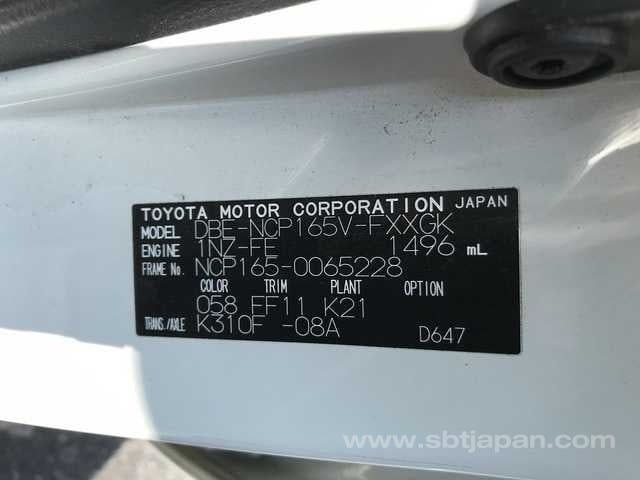 TOYOTA MOTOR CORPORATION JAPAN
MODEL DBE-NCP165V-FXXGK
ENGINE 1NZ-FE 1496 mL
FRAME No. NCP165-0065228
COLOR TRIM PLANT OPTION
058 FF11 K21
TRANS./AXLE K310F -08A
D647
www.sbtjapan.com